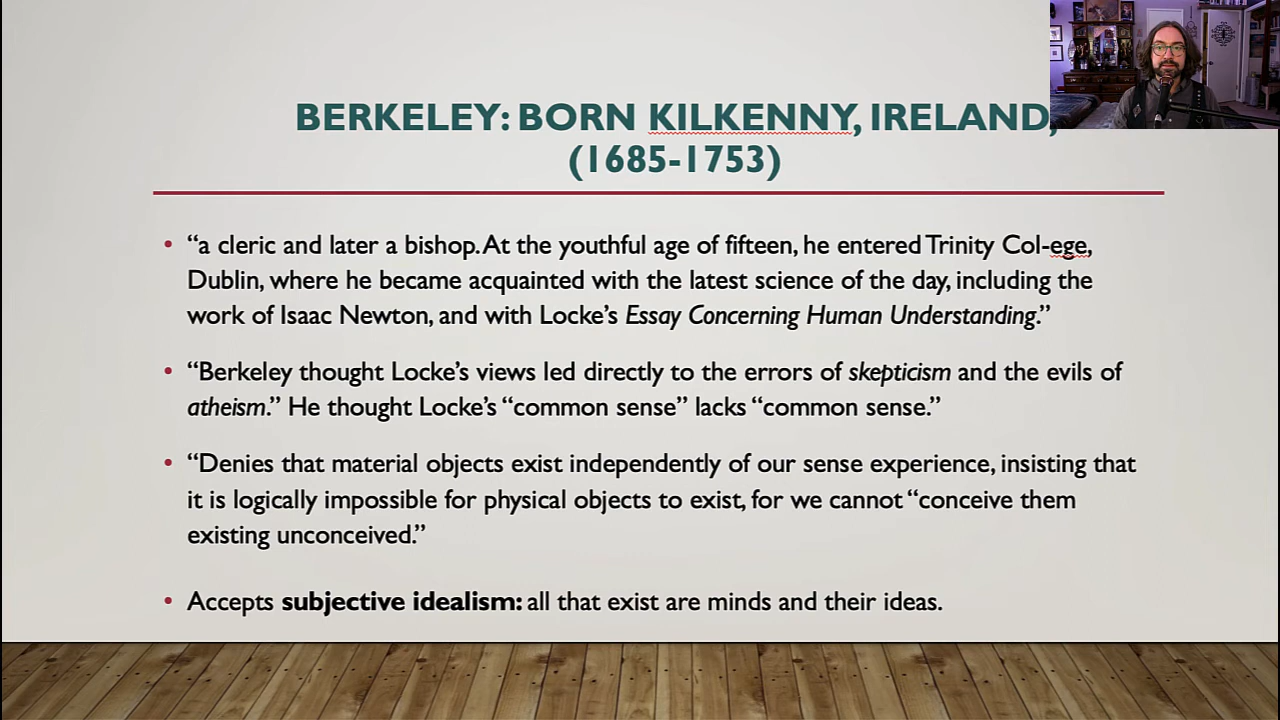 BERKELEY: BORN KILKENNY, IRELAND,
(1685-1753)
• “a cleric and later a bishop. At the youthful age of fifteen, he entered Trinity Col-ege,
Dublin, where he became acquainted with the latest science of the day, including the
work of Isaac Newton, and with Locke’s Essay Concerning Human Understanding.”
• “Berkeley thought Locke’s views led directly to the errors of skepticism and the evils of
atheism.” He thought Locke’s “common sense” lacks “common sense.”
• “Denies that material objects exist independently of our sense experience, insisting that
it is logically impossible for physical objects to exist, for we cannot “conceive them
existing unconceived.”
• Accepts subjective idealism: all that exist are minds and their ideas.